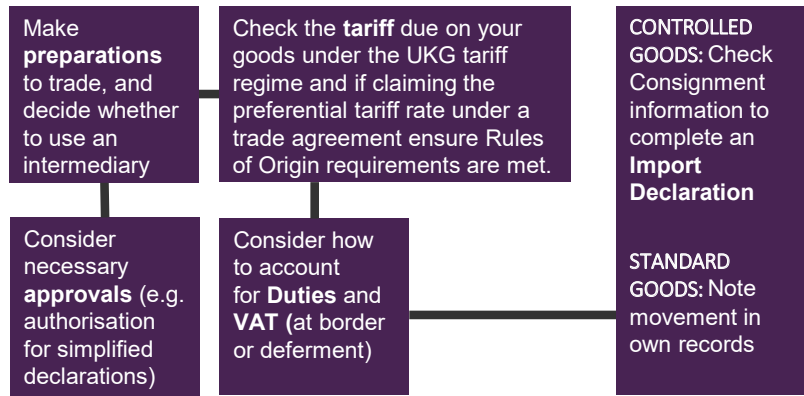 Make
preparations
to trade, and
decide whether
to use an
intermediary
Consider
necessary
approvals (e.g.
authorisation
for simplified
declarations)
Check the tariff due on your
goods under the UKG tariff
regime and if claiming the
preferential tariff rate under a
trade agreement ensure Rules
of Origin requirements are met.
Consider how
to account
for Duties and
VAT (at border
or deferment)
CONTROLLED
GOODS: Check
Consignment
information to
complete an
Import
Declaration
STANDARD
GOODS: Note
movement in
own records